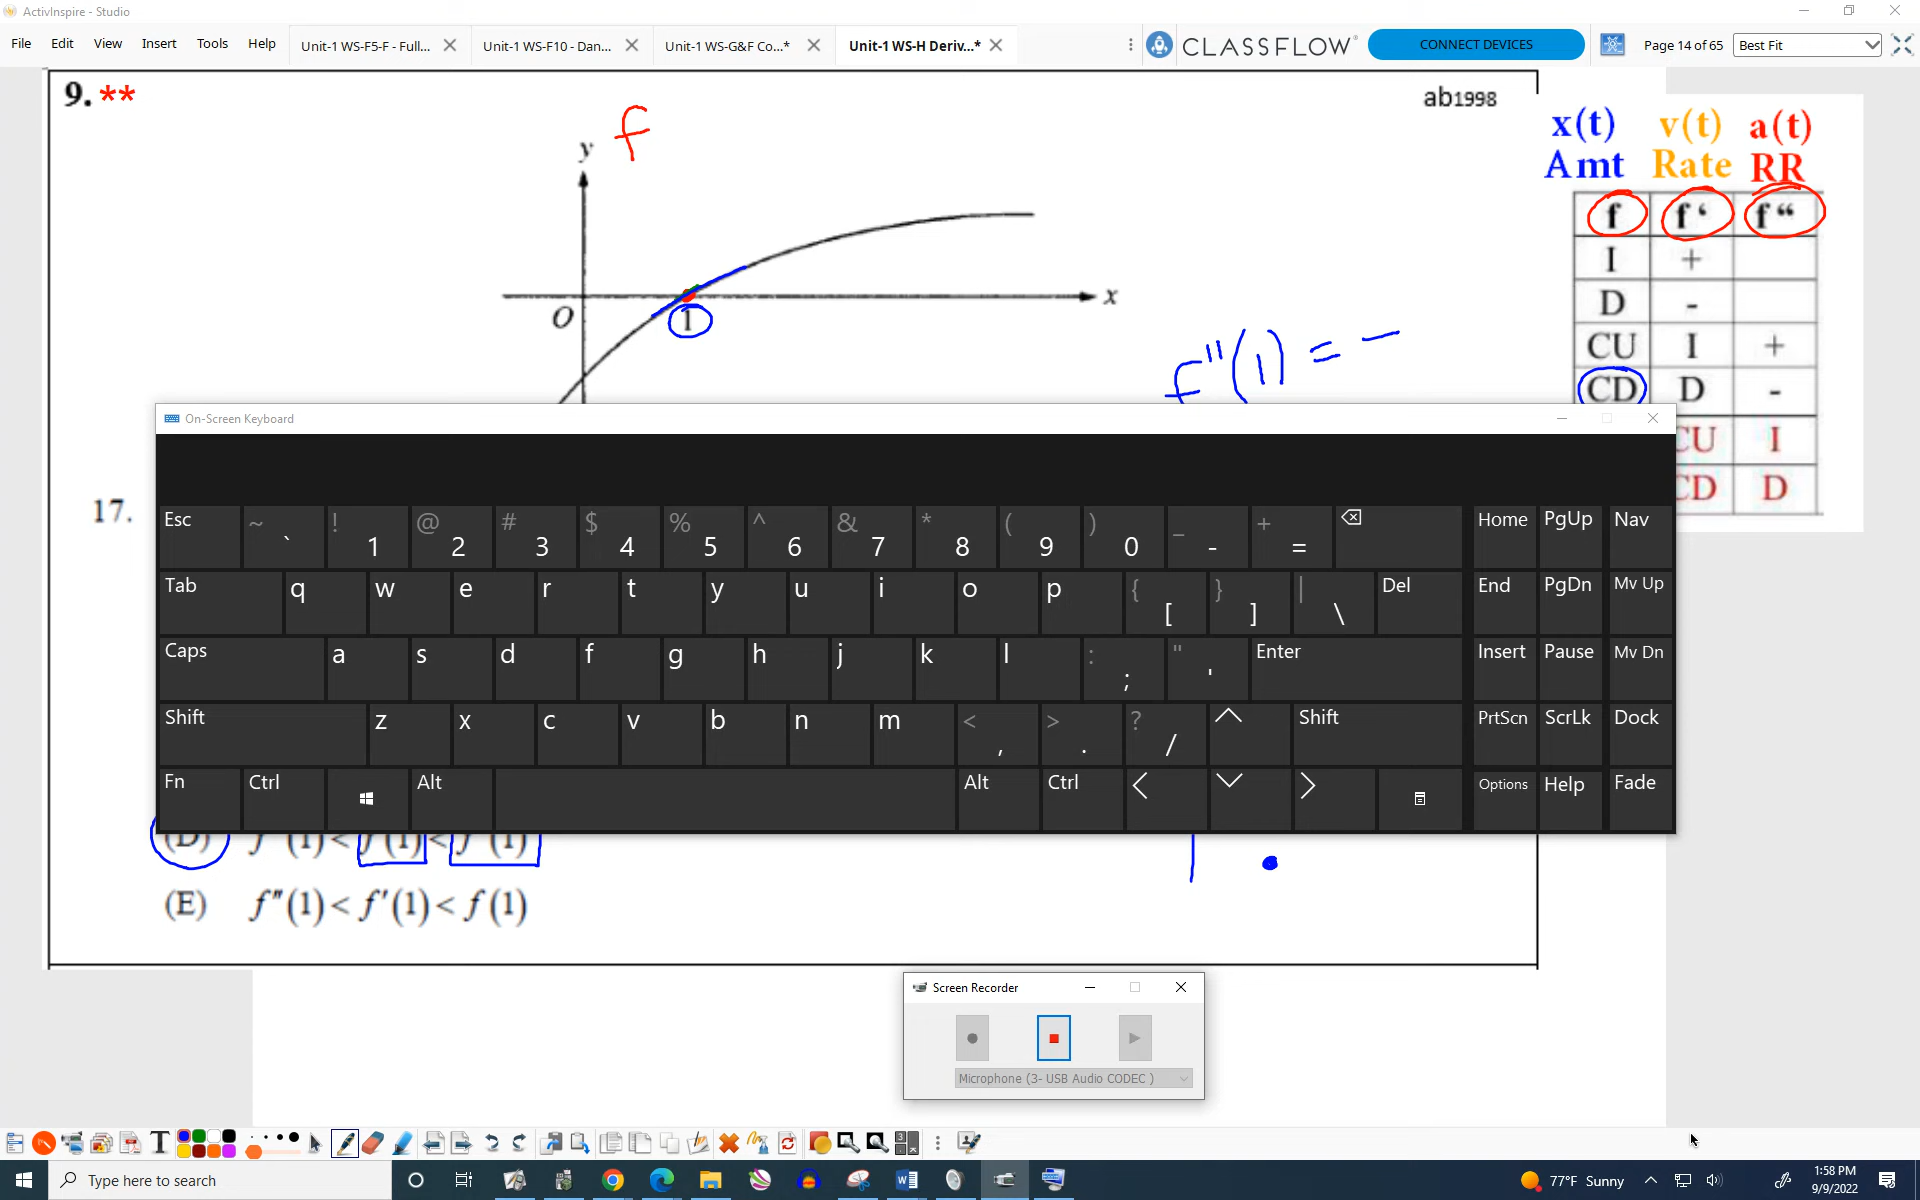 ActivInspire - Studio
File Edit View Insert Tools Help
Unit-1 WS-F5-F - Full...
Unit-1 WS-F10 - Dan...
Unit-1 WS-G&F Co...*
Unit-1 WS-H Deriv...*
CLASSFLOW
CONNECT DEVICES
Page 14 of 65
Best Fit
9. **
ab1998
f
y
O
1
x
f"(1) = -
x(t) v(t) a(t)
Amt Rate RR
f f ‘ f “
I +
D -
CU I +
CD D -
CU I
CD D
17.
On-Screen Keyboard
Esc ~ ` ! 1 @ 2 # 3 $ 4 % 5 ^ 6 & 7 * 8 ( 9 ) 0 _ - + = Home PgUp Nav
Tab q w e r t y u i o p { [ } ] | \ Del End PgDn Mv Up
Caps a s d f g h j k l : ; " ' Enter Insert Pause Mv Dn
Shift z x c v b n m < , > . ? / Shift PrtScn ScrLk Dock
Fn Ctrl Alt Alt Ctrl Options Help Fade
(E) f"(1) < f'(1) < f(1)
Screen Recorder
Microphone (3- USB Audio CODEC )
T
Type here to search
77°F Sunny
1:58 PM
9/9/2022